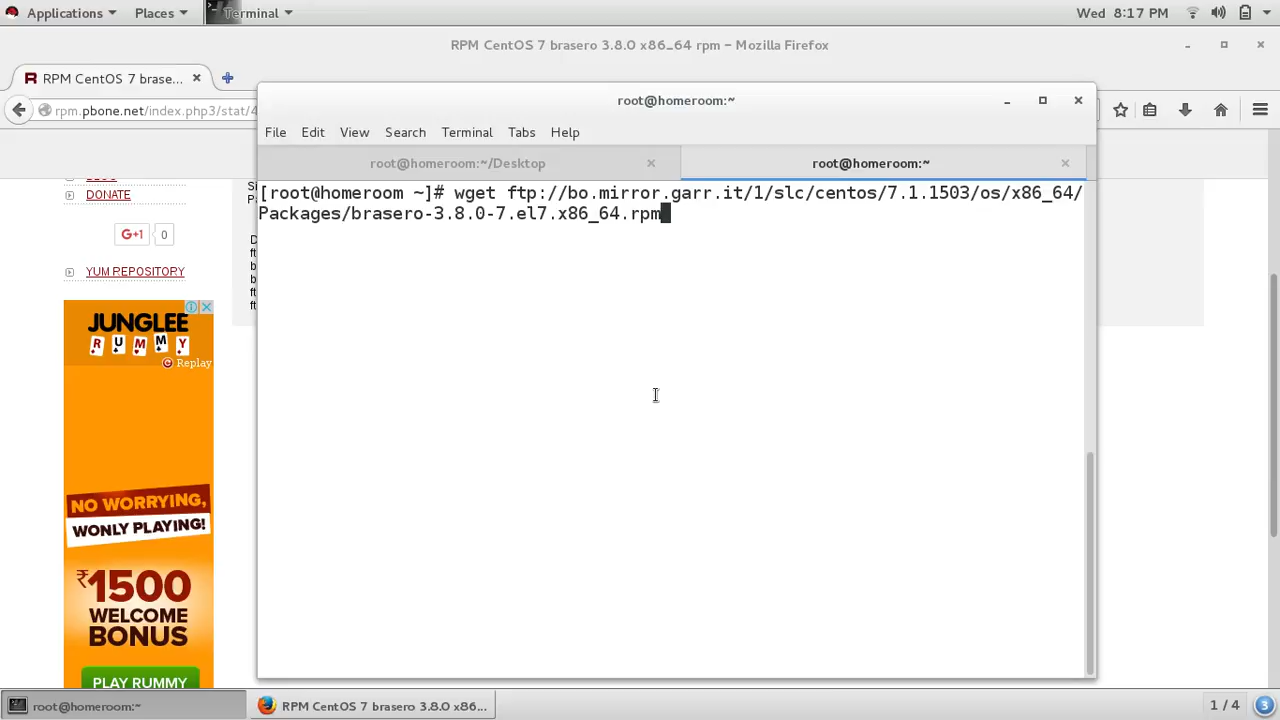 Applications
Places
Terminal
Wed 8:17 PM
RPM CentOS 7 brasero 3.8.0 x86_64 rpm – Mozilla Firefox
RPM CentOS 7 brase...
rpm.pbone.net/index.php3/stat/4
root@homeroom:~
File Edit View Search Terminal Tabs Help
root@homeroom:~/Desktop
root@homeroom:~
[root@homeroom ~]# wget ftp://bo.mirror.garr.it/1/slc/centos/7.1.1503/os/x86_64/
Packages/brasero-3.8.0-7.el7.x86_64.rpm
DONATE
G+1 0
YUM REPOSITORY
JUNGLEE
RUMMY
Replay
NO WORRYING,
WONLY PLAYING!
₹1500
WELCOME
BONUS
PLAY RUMMY
root@homeroom:~
RPM CentOS 7 brasero 3.8.0 x86...
1 / 4
3